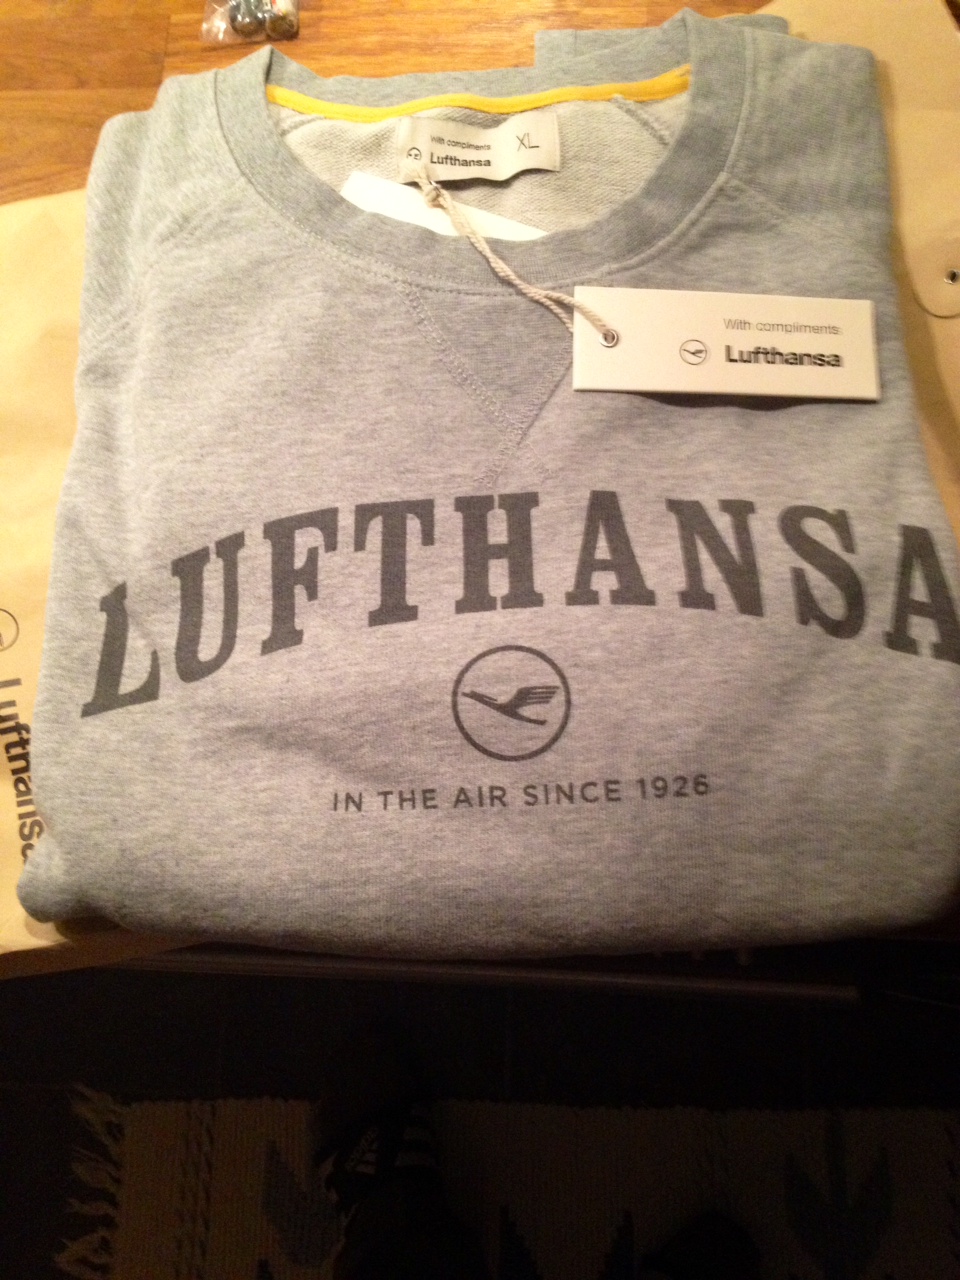 With compliments
Lufthansa
XL
With compliments
Lufthansa
LUFTHANSA
IN THE AIR SINCE 1926
Lufthansa